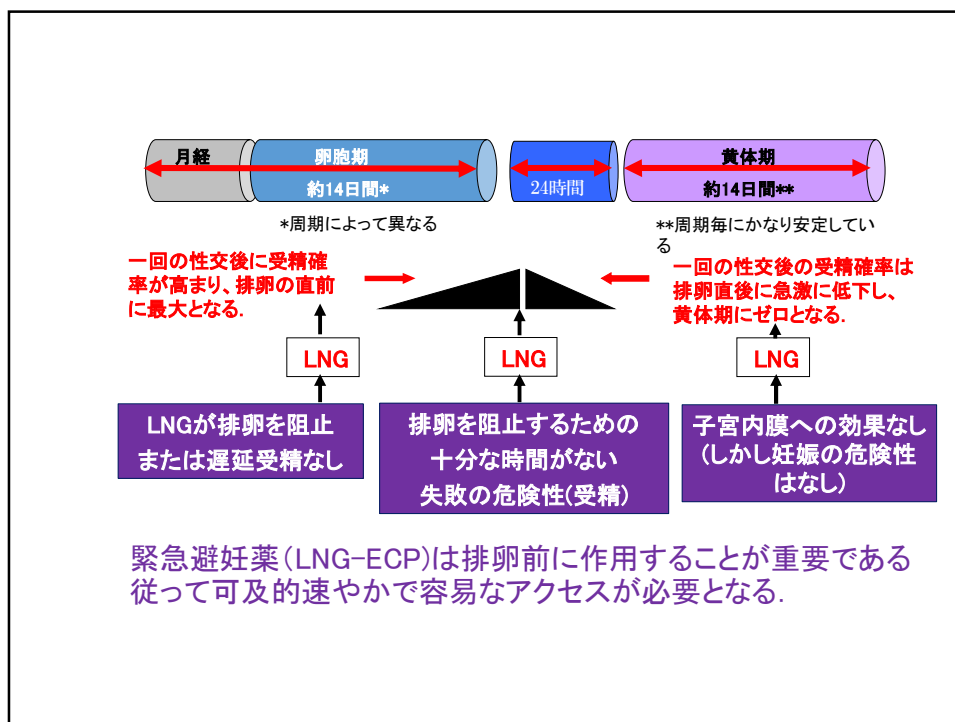 月経
卵胞期
約14日間*
24時間
黄体期
約14日間**
*周期によって異なる
**周期毎にかなり安定してい
る
一回の性交後に受精確
率が高まり、排卵の直前
に最大となる.
一回の性交後の受精確率は
排卵直後に急激に低下し、
黄体期にゼロとなる.
LNG
LNG
LNG
LNGが排卵を阻止
または遅延受精なし
排卵を阻止するための
十分な時間がない
失敗の危険性(受精)
子宮内膜への効果なし
(しかし妊娠の危険性
はなし)
緊急避妊薬(LNG-ECP)は排卵前に作用することが重要である
従って可及的速やかで容易なアクセスが必要となる.